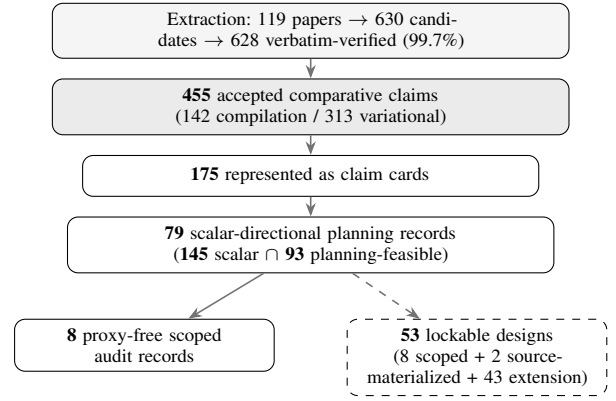 Extraction: 119 papers → 630 candi-
dates → 628 verbatim-verified (99.7%)
455 accepted comparative claims
(142 compilation / 313 variational)
175 represented as claim cards
79 scalar-directional planning records
(145 scalar ∩ 93 planning-feasible)
8 proxy-free scoped
audit records
53 lockable designs
(8 scoped + 2 source-
materialized + 43 extension)